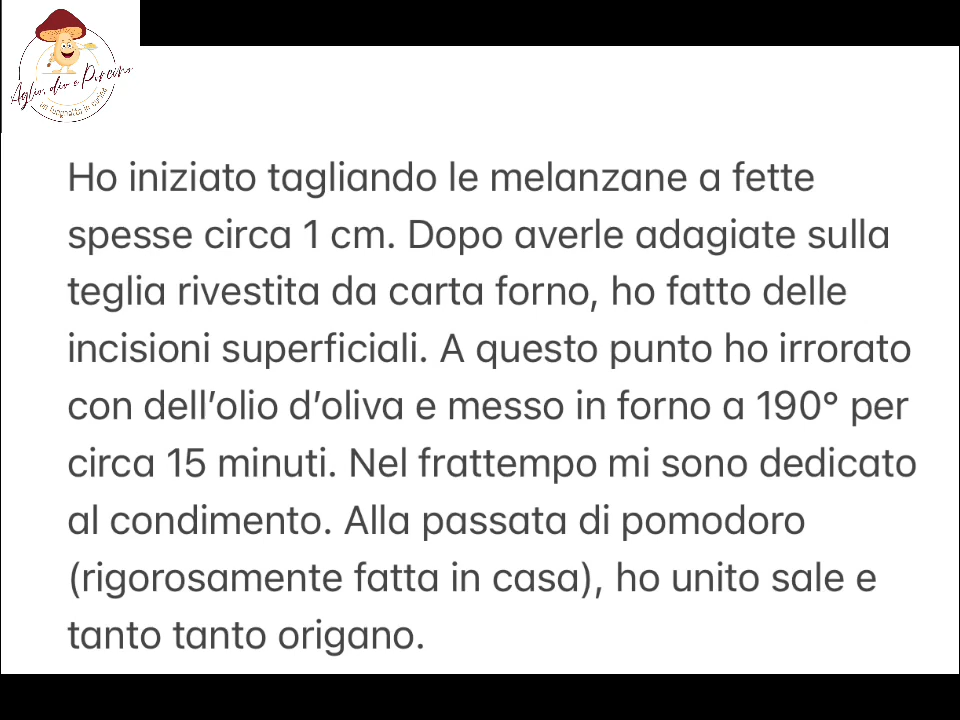 Aglio, olio e Porcino
Ho iniziato tagliando le melanzane a fette
spesse circa 1 cm. Dopo averle adagiate sulla
teglia rivestita da carta forno, ho fatto delle
incisioni superficiali. A questo punto ho irrorato
con dell’olio d’oliva e messo in forno a 190° per
circa 15 minuti. Nel frattempo mi sono dedicato
al condimento. Alla passata di pomodoro
(rigorosamente fatta in casa), ho unito sale e
tanto tanto origano.